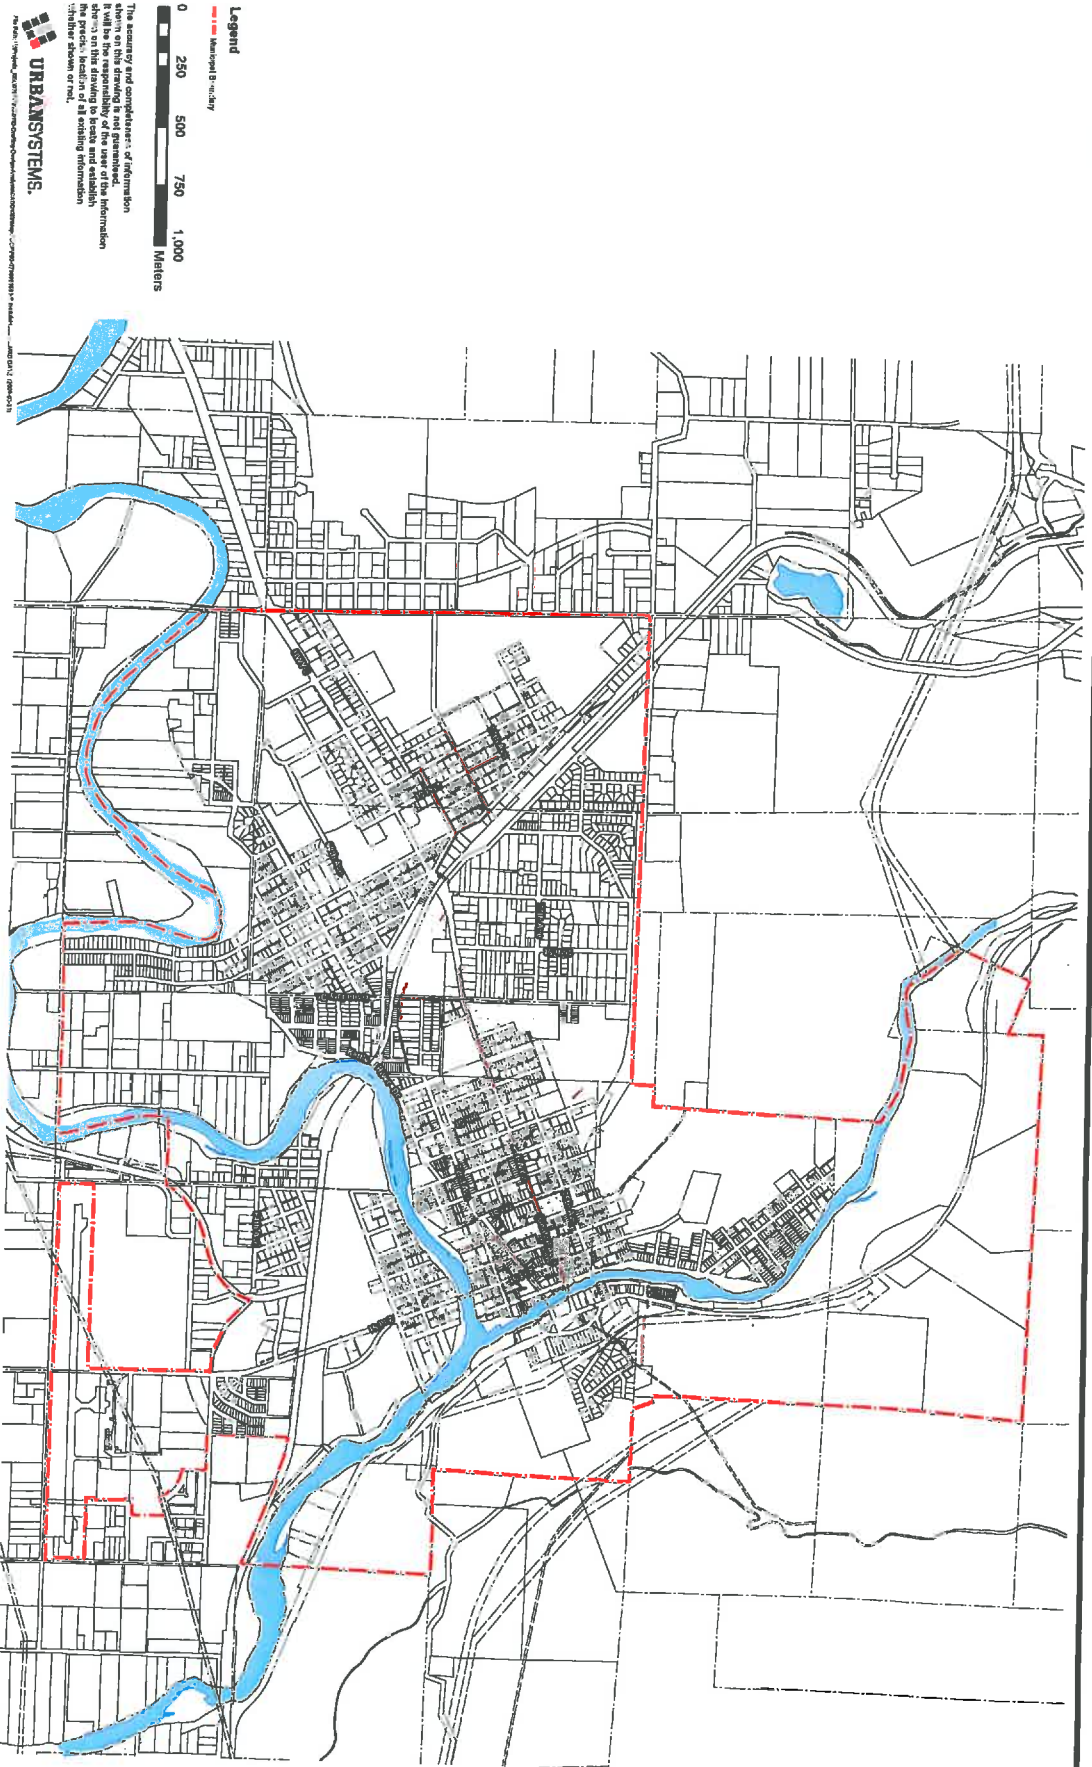 Legend
Municipal Boundary
0 250 500 750 1,000
Meters
The accuracy and completeness of information
shown on this drawing is not guaranteed.
It will be the responsibility of the user of the information
shown on this drawing to locate and establish
the precise location of all existing information
whether shown or not.
URBANSYSTEMS.